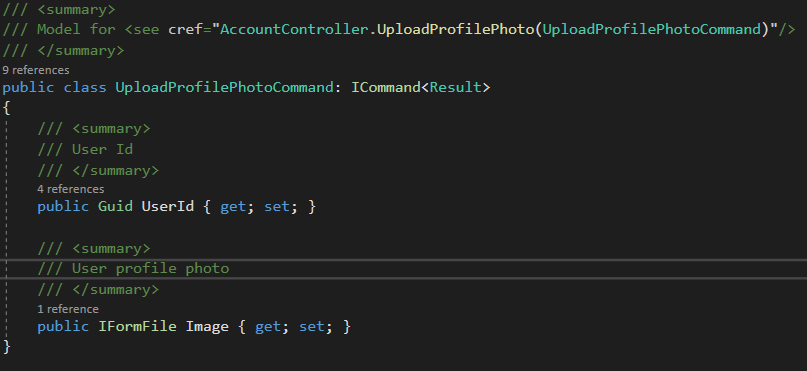 /// <summary>
/// Model for <see cref="AccountController.UploadProfilePhoto(UploadProfilePhotoCommand)"/>
/// </summary>
9 references
public class UploadProfilePhotoCommand: ICommand<Result>
{
/// <summary>
/// User Id
/// </summary>
4 references
public Guid UserId { get; set; }
/// <summary>
/// User profile photo
/// </summary>
1 reference
public IFormFile Image { get; set; }
}